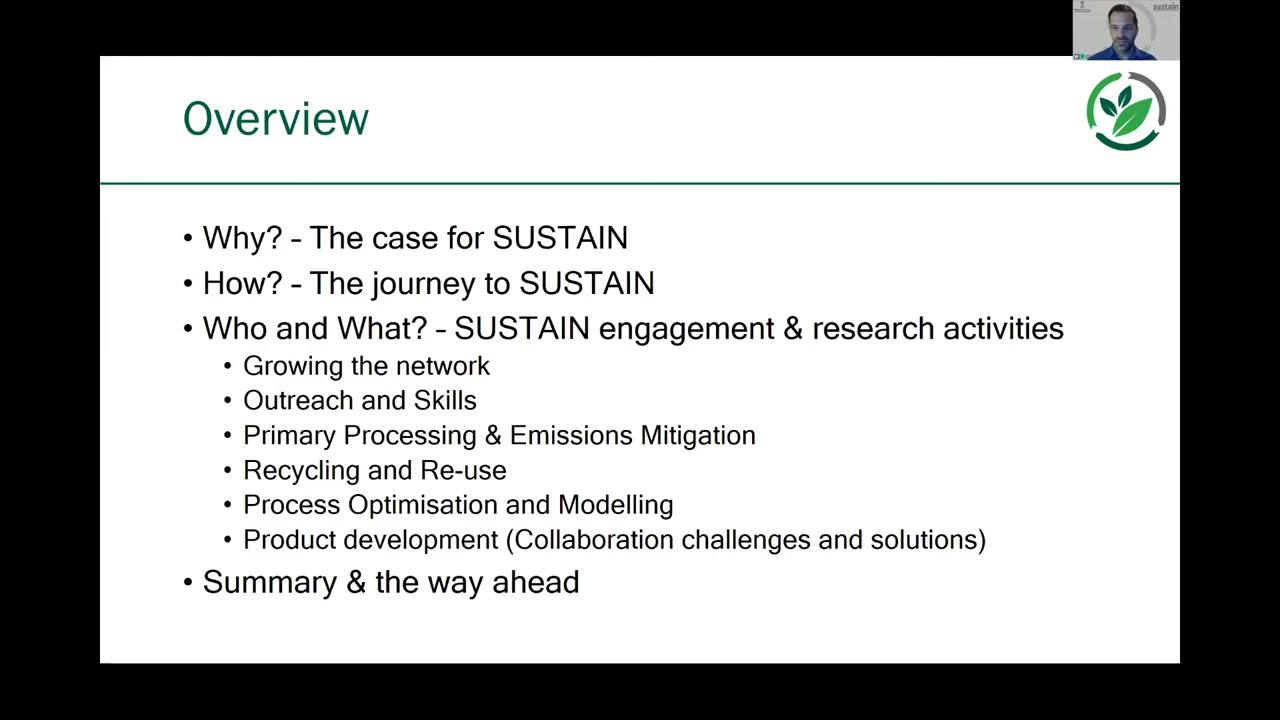 sustain
Overview
• Why? – The case for SUSTAIN
• How? – The journey to SUSTAIN
• Who and What? – SUSTAIN engagement & research activities
• Growing the network
• Outreach and Skills
• Primary Processing & Emissions Mitigation
• Recycling and Re-use
• Process Optimisation and Modelling
• Product development (Collaboration challenges and solutions)
• Summary & the way ahead